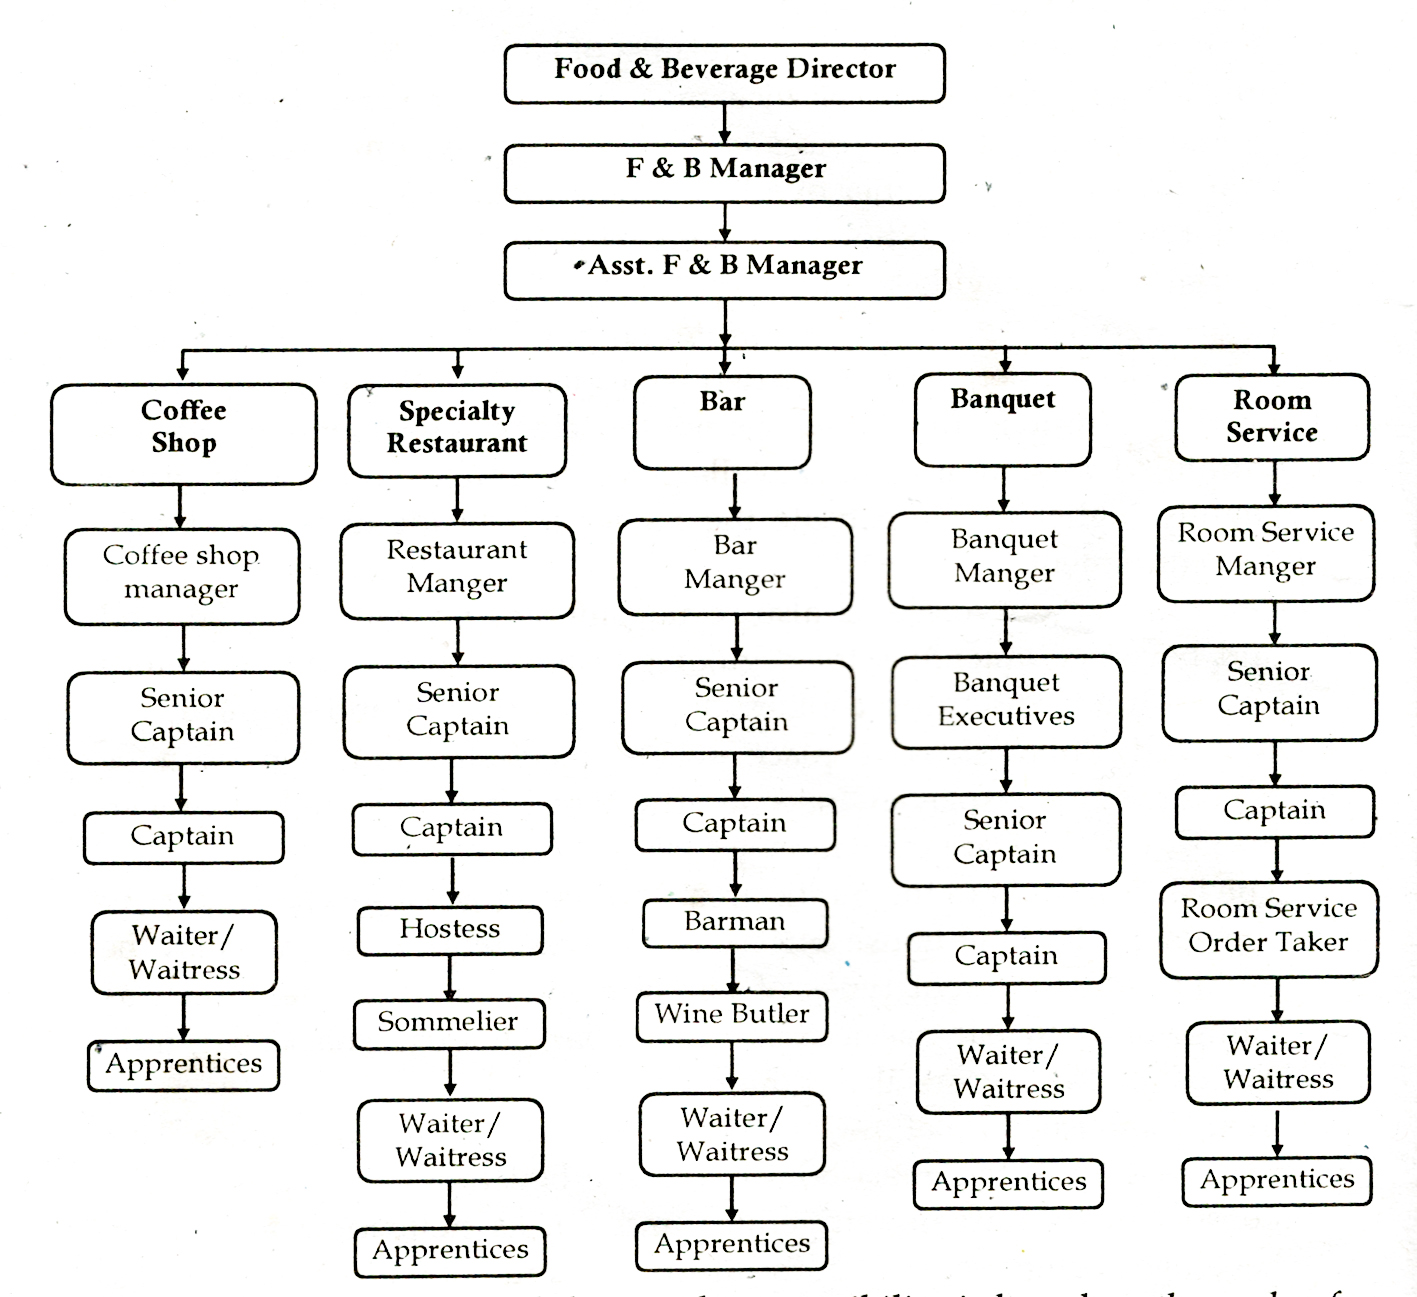 Food & Beverage Director
F & B Manager
Asst. F & B Manager
Coffee
Shop
Coffee shop
manager
Senior
Captain
Captain
Waiter/
Waitress
Apprentices
Specialty
Restaurant
Restaurant
Manger
Senior
Captain
Captain
Hostess
Sommelier
Waiter/
Waitress
Apprentices
Bar
Bar
Manger
Senior
Captain
Captain
Barman
Wine Butler
Waiter/
Waitress
Apprentices
Banquet
Banquet
Manger
Banquet
Executives
Senior
Captain
Captain
Waiter/
Waitress
Apprentices
Room
Service
Room Service
Manger
Senior
Captain
Captain
Room Service
Order Taker
Waiter/
Waitress
Apprentices